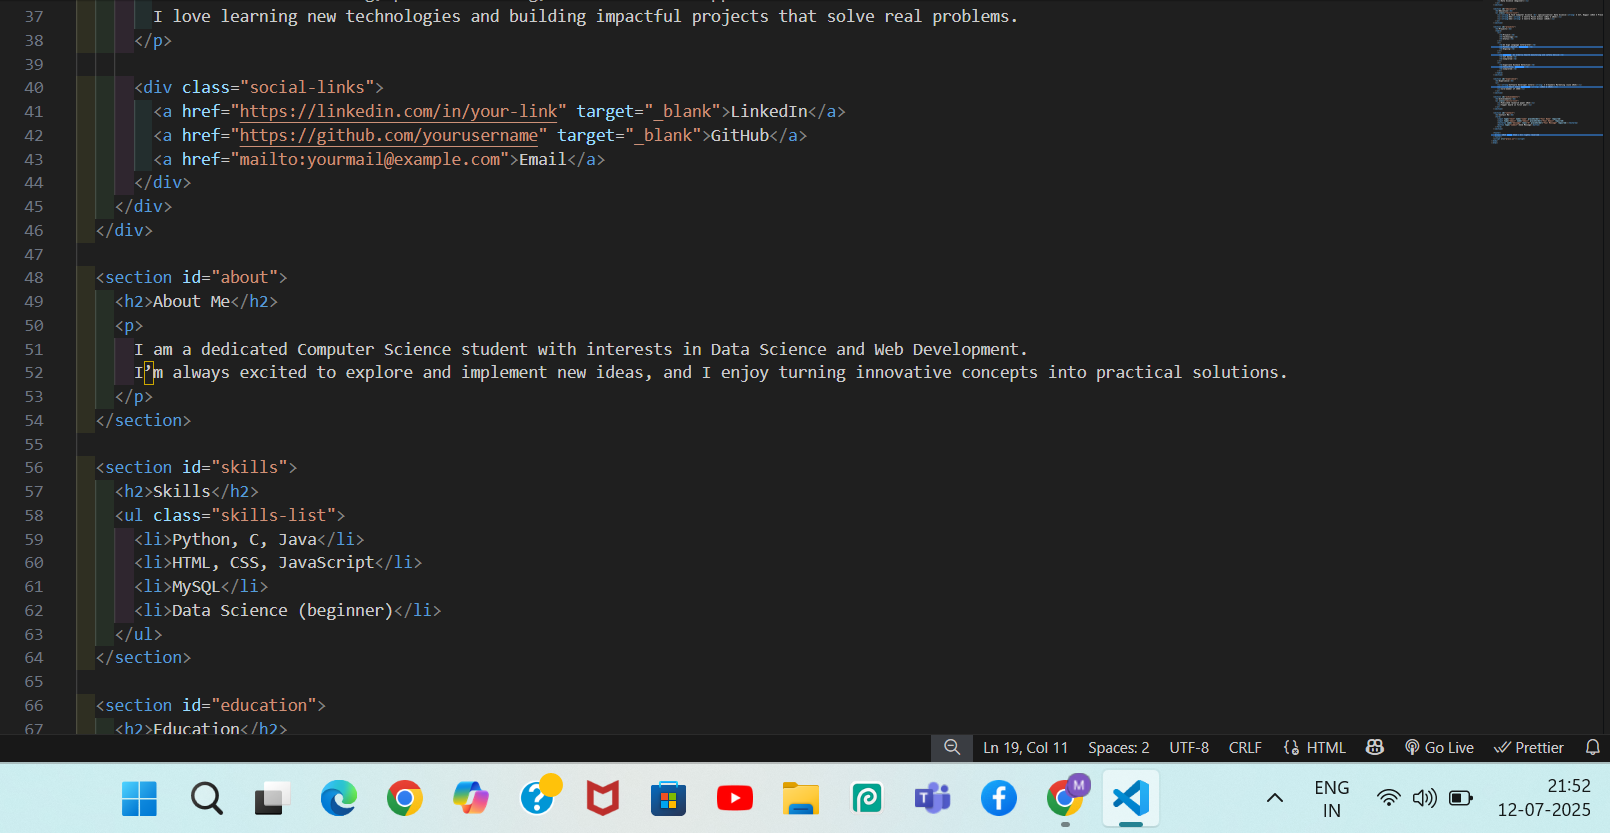 37 I love learning new technologies and building impactful projects that solve real problems.
38 </p>
39
40 <div class="social-links">
41 <a href="https://linkedin.com/in/your-link" target="_blank">LinkedIn</a>
42 <a href="https://github.com/yourusername" target="_blank">GitHub</a>
43 <a href="mailto:yourmail@example.com">Email</a>
44 </div>
45 </div>
46 </div>
47
48 <section id="about">
49 <h2>About Me</h2>
50 <p>
51 I am a dedicated Computer Science student with interests in Data Science and Web Development.
52 I’m always excited to explore and implement new ideas, and I enjoy turning innovative concepts into practical solutions.
53 </p>
54 </section>
55
56 <section id="skills">
57 <h2>Skills</h2>
58 <ul class="skills-list">
59 <li>Python, C, Java</li>
60 <li>HTML, CSS, JavaScript</li>
61 <li>MySQL</li>
62 <li>Data Science (beginner)</li>
63 </ul>
64 </section>
65
66 <section id="education">
67 <h2>Education</h2>
Ln 19, Col 11 Spaces: 2 UTF-8 CRLF HTML Go Live Prettier
M
ENG
IN
21:52
12-07-2025